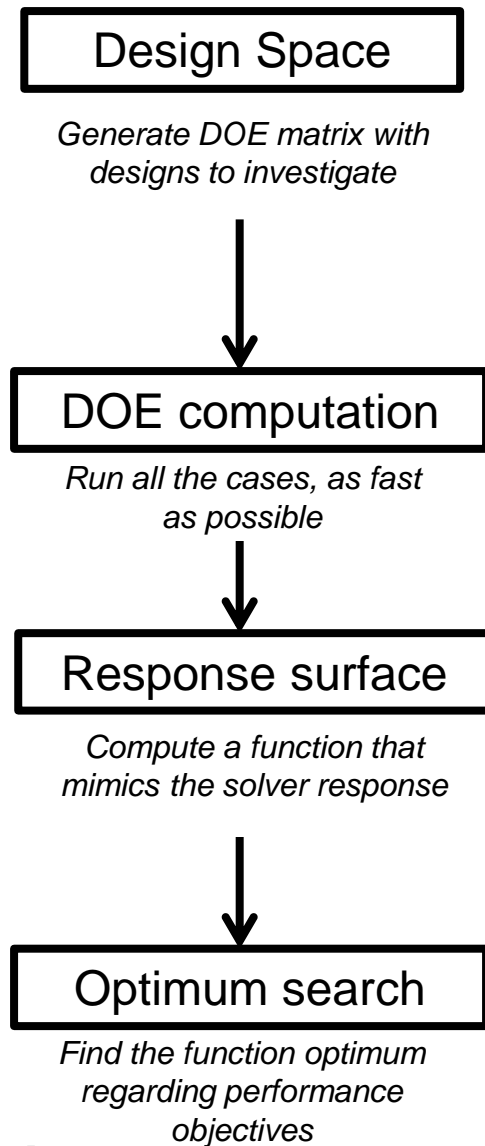 Design Space
Generate DOE matrix with
designs to investigate
DOE computation
Run all the cases, as fast
as possible
Response surface
Compute a function that
mimics the solver response
Optimum search
Find the function optimum
regarding performance
objectives